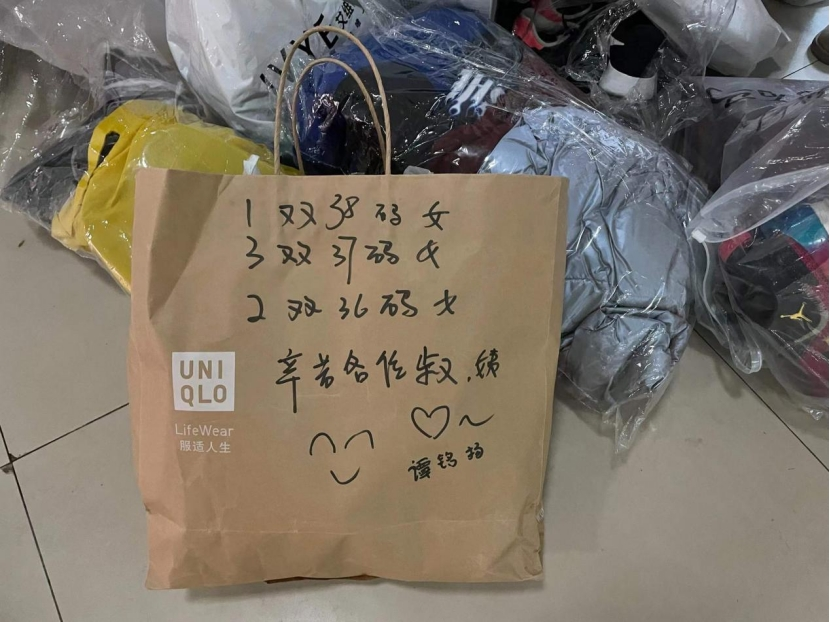 1双38码女
3双37码女
2双36码女
辛苦各位叔,姨
UNI
QLO
LifeWear
服适人生